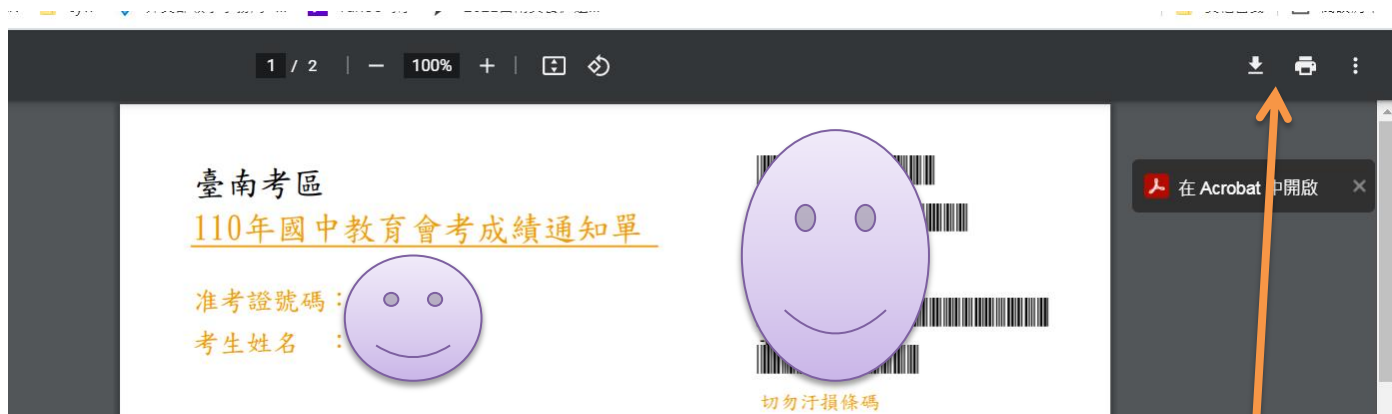 1 / 2
100%
臺南考區
110年國中教育會考成績通知單
准考證號碼：
考生姓名　：
切勿汙損條碼
在 Acrobat 中開啟